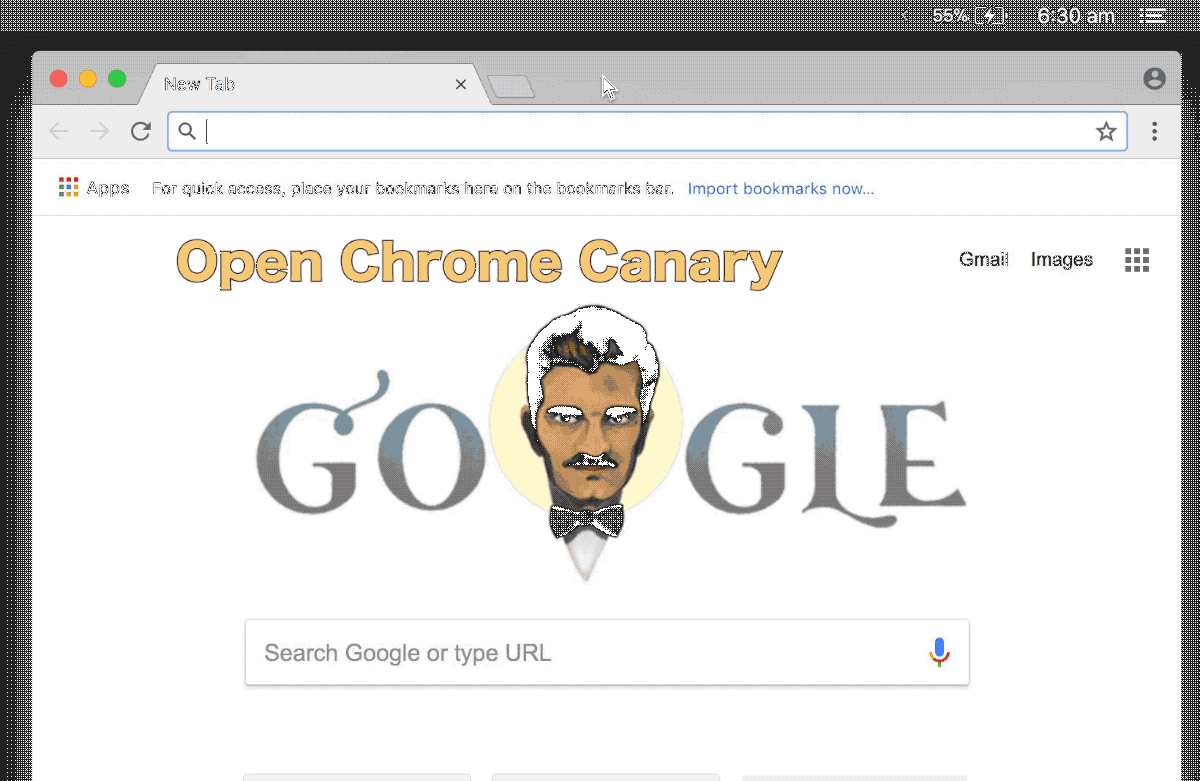 55% 6:30 am
New Tab
Apps For quick access, place your bookmarks here on the bookmarks bar. Import bookmarks now...
Open Chrome Canary
Gmail Images
GOOGLE
Search Google or type URL